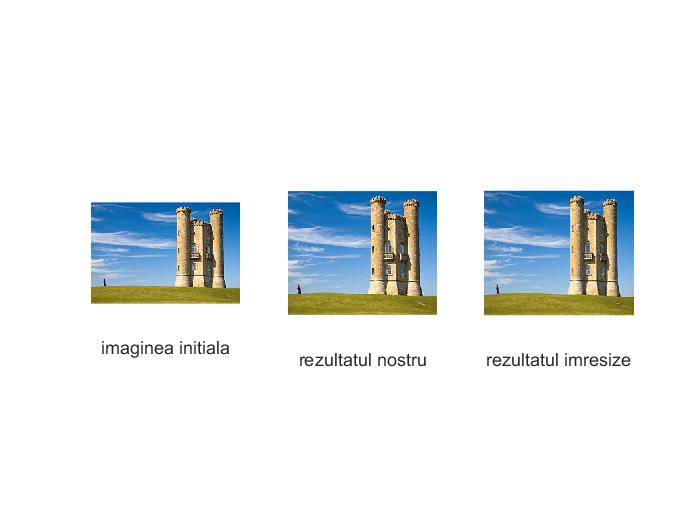 imaginea initiala
rezultatul nostru
rezultatul imresize